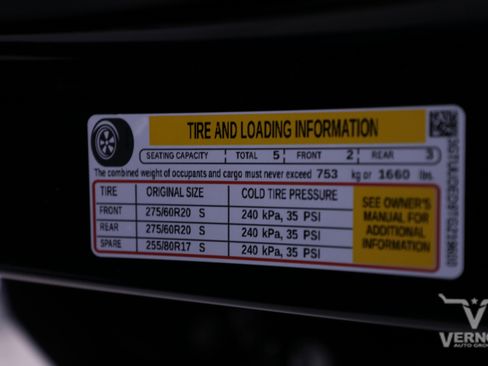 TIRE AND LOADING INFORMATION
SEATING CAPACITY TOTAL 5 FRONT 2 REAR 3
The combined weight of occupants and cargo must never exceed 753 kg or 1660 lbs.
TIRE ORIGINAL SIZE COLD TIRE PRESSURE
FRONT 275/60R20 S 240 kPa, 35 PSI
REAR 275/60R20 S 240 kPa, 35 PSI
SPARE 255/80R17 S 240 kPa, 35 PSI
SEE OWNER'S
MANUAL FOR
ADDITIONAL
INFORMATION
AUTO GROUP